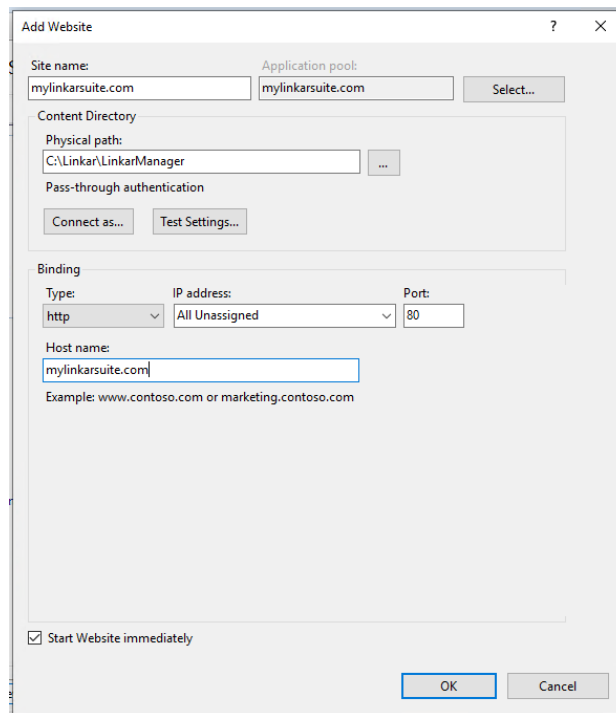 Add Website ? ×
Site name: Application pool:
mylinkarsuite.com mylinkarsuite.com Select...
Content Directory
Physical path:
C:\Linkar\LinkarManager ...
Pass-through authentication
Connect as... Test Settings...
Binding
Type: IP address: Port:
http All Unassigned 80
Host name:
mylinkarsuite.com
Example: www.contoso.com or marketing.contoso.com
Start Website immediately
OK Cancel